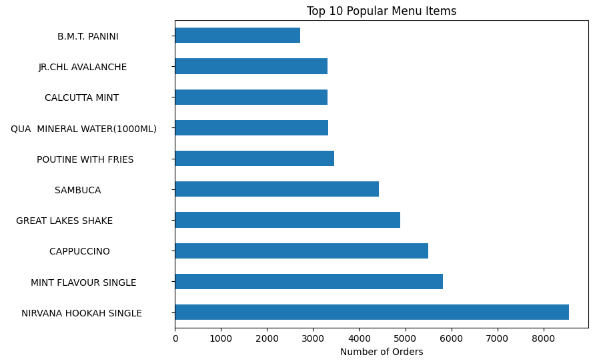 Top 10 Popular Menu Items
B.M.T. PANINI
JR.CHL AVALANCHE
CALCUTTA MINT
QUA  MINERAL WATER(1000ML)
POUTINE WITH FRIES
SAMBUCA
GREAT LAKES SHAKE
CAPPUCCINO
MINT FLAVOUR SINGLE
NIRVANA HOOKAH SINGLE
0 1000 2000 3000 4000 5000 6000 7000 8000
Number of Orders